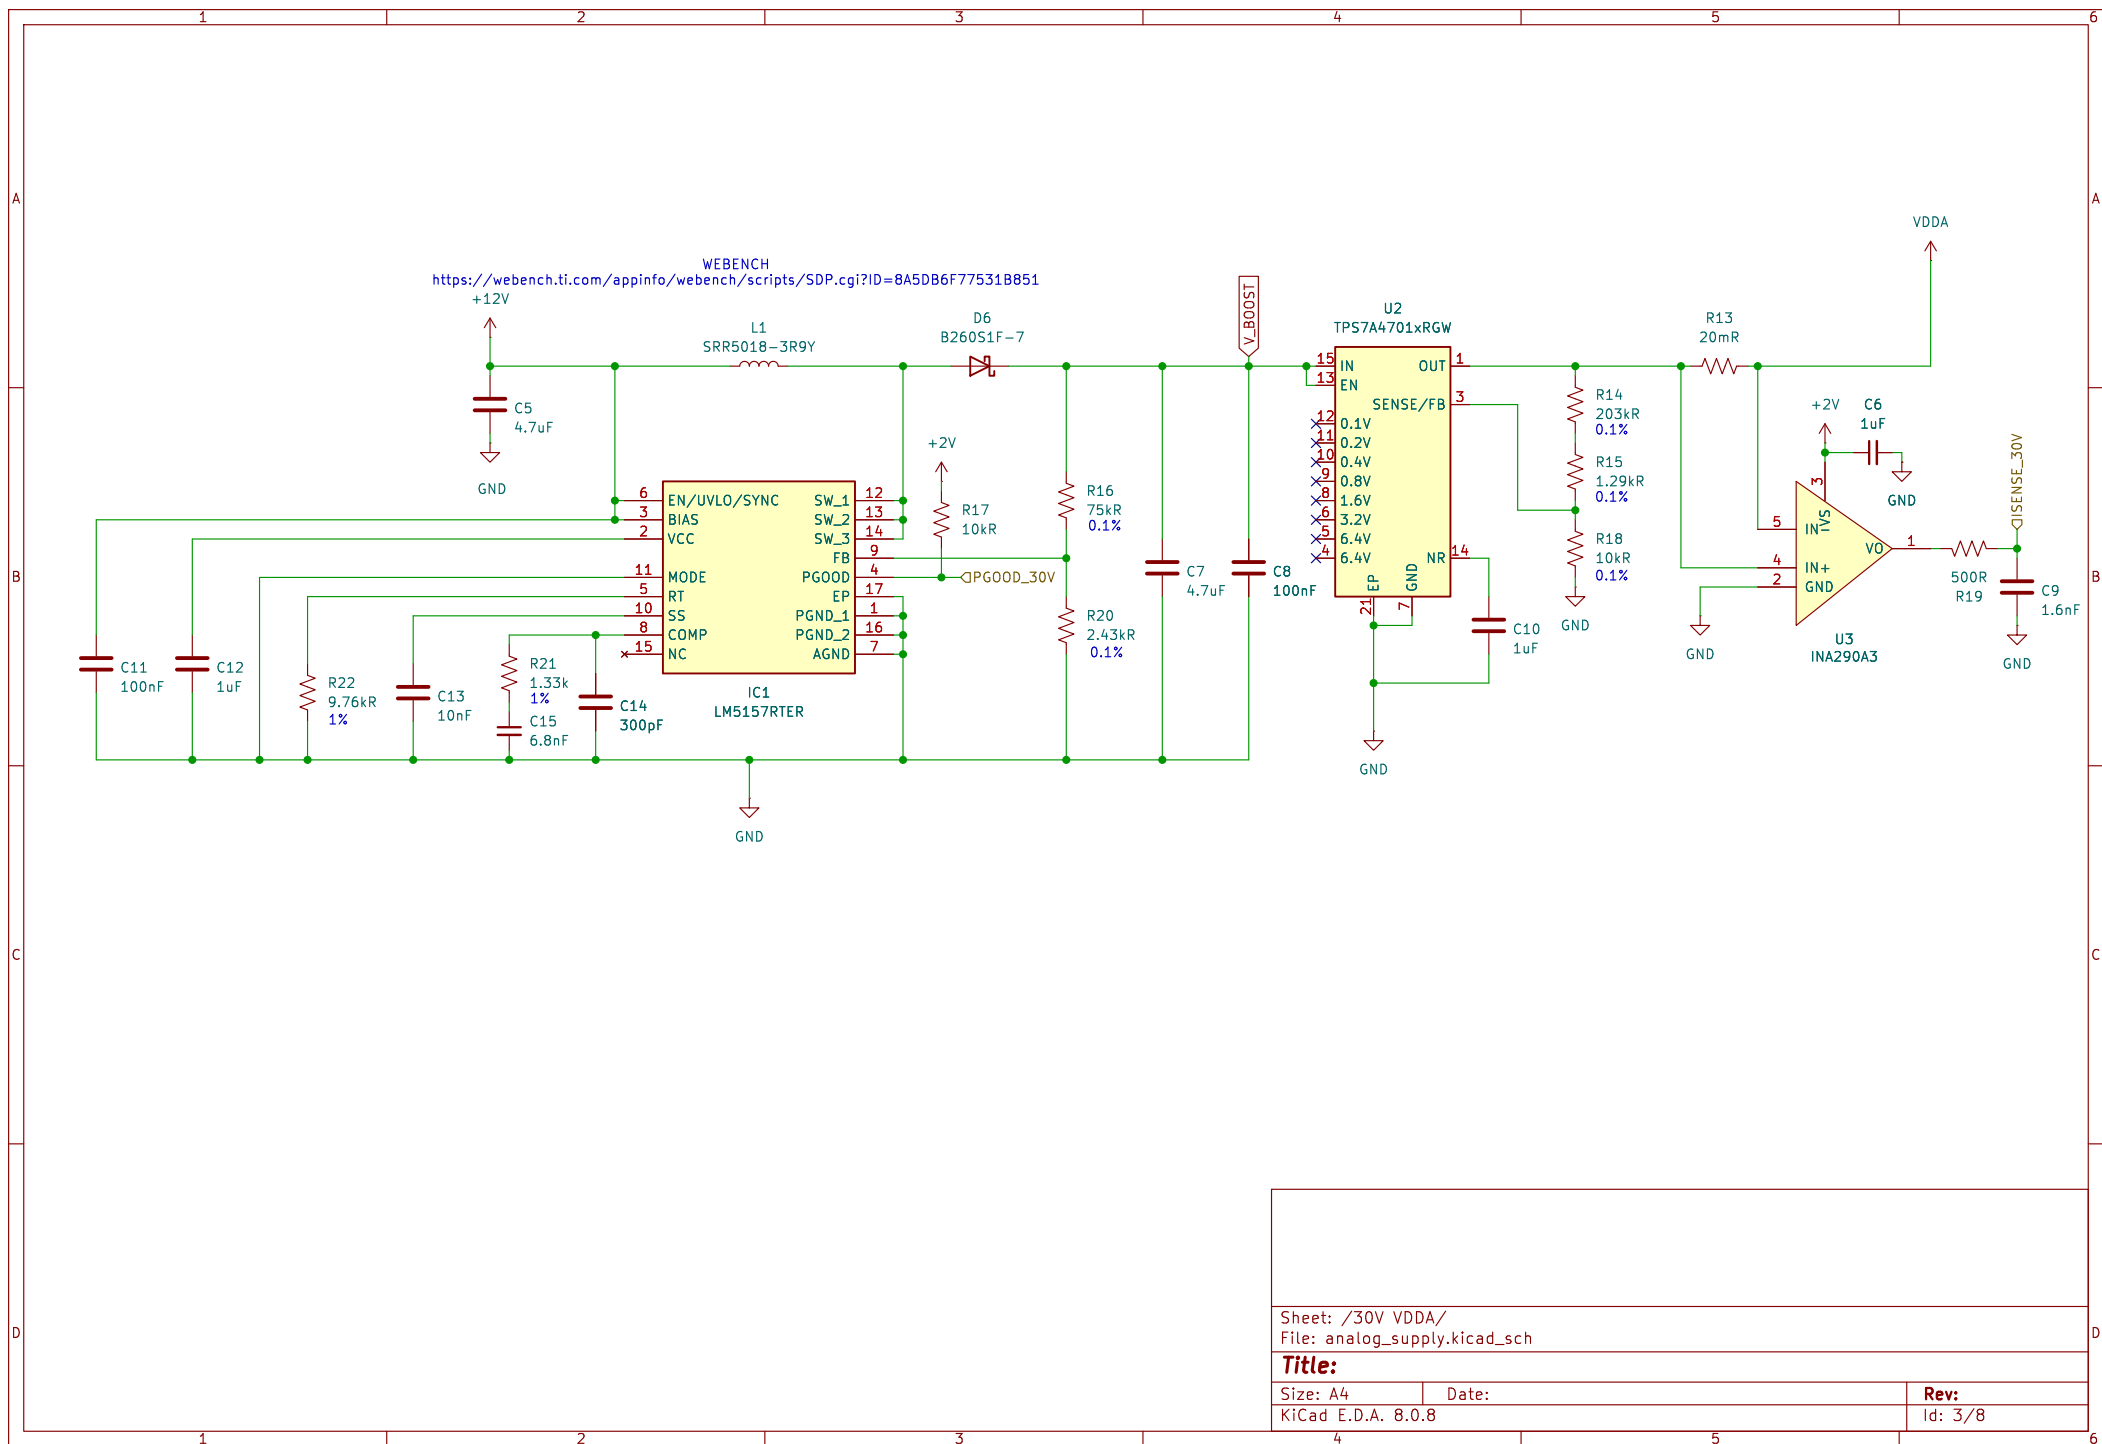 1 2 3 4 5 6
A A
B B
C C
D D
VDDA
WEBENCH
https://webench.ti.com/appinfo/webench/scripts/SDP.cgi?ID=8A5DB6F77531B851
+12V
L1
SRR5018-3R9Y
D6
B260S1F-7
V_BOOST
C5
4.7uF
GND
+2V
R17
10kR
R16
75kR
0.1%
PGOOD_30V
R20
2.43kR
0.1%
6 EN/UVLO/SYNC SW_1 12
3 BIAS SW_2 13
2 VCC SW_3 14
FB 9
11 MODE PGOOD 4
5 RT EP 17
10 SS PGND_1 1
8 COMP PGND_2 16
15 NC AGND 7
IC1
LM5157RTER
C11
100nF
C12
1uF
R22
9.76kR
1%
C13
10nF
R21
1.33k
1%
C15
6.8nF
C14
300pF
GND
C7
4.7uF
C8
100nF
U2
TPS7A4701xRGW
15 IN OUT 1
13 EN
SENSE/FB 3
12 0.1V
11 0.2V
10 0.4V
9 0.8V
8 1.6V
6 3.2V
5 6.4V
4 6.4V NR 14
EP GND
21 7
C10
1uF
GND
R14
203kR
0.1%
R15
1.29kR
0.1%
R18
10kR
0.1%
GND
R13
20mR
+2V
C6
1uF
GND
3
VS
5 IN-
4 IN+
2 GND
VO 1
U3
INA290A3
GND
500R
R19
ISENSE_30V
C9
1.6nF
GND
Sheet: /30V VDDA/
File: analog_supply.kicad_sch
Title:
Size: A4 Date: Rev:
KiCad E.D.A. 8.0.8 Id: 3/8
1 2 3 4 5 6